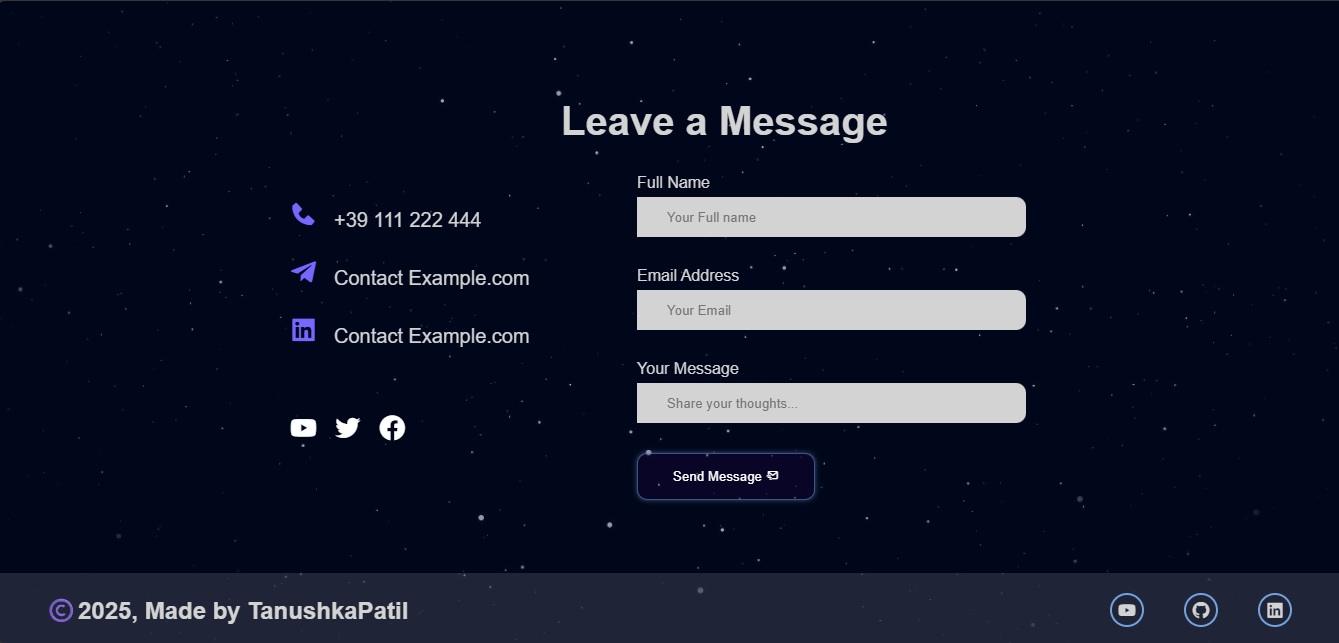 Leave a Message
+39 111 222 444
Contact Example.com
Contact Example.com
Full Name
Your Full name
Email Address
Your Email
Your Message
Share your thoughts...
Send Message
© 2025, Made by TanushkaPatil